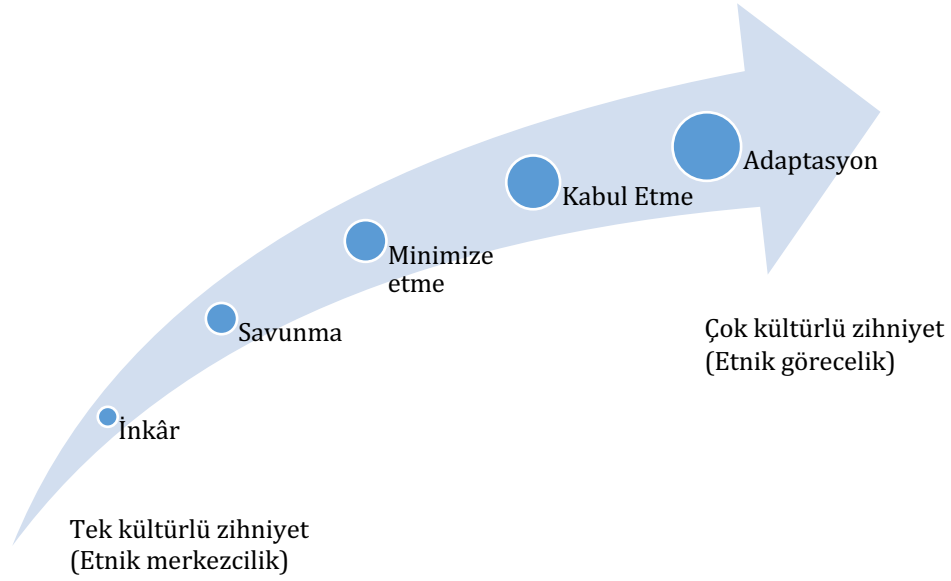 Adaptasyon
Kabul Etme
Minimize
etme
Savunma
İnkâr
Çok kültürlü zihniyet
(Etnik görecelik)
Tek kültürlü zihniyet
(Etnik merkezcilik)